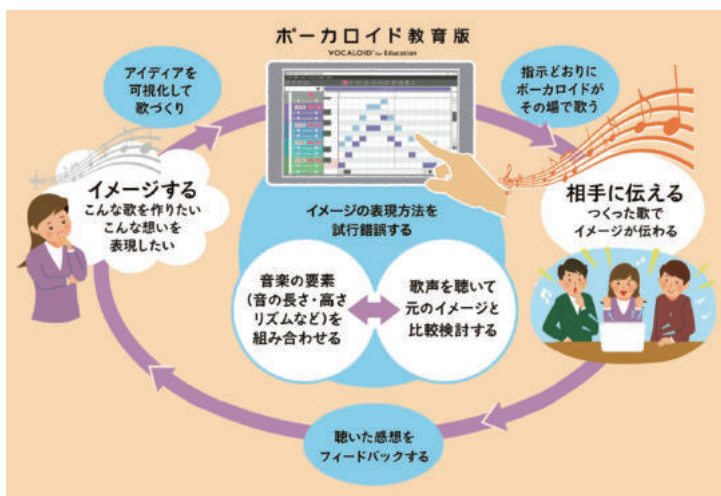 ボーカロイド教育版
VOCALOID for Education
アイディアを
可視化して
歌づくり
指示どおりに
ボーカロイドが
その場で歌う
イメージする
こんな歌を作りたい
こんな想いを
表現したい
イメージの表現方法を
試行錯誤する
相手に伝える
つくった歌で
イメージが伝わる
音楽の要素
(音の長さ・高さ
リズムなど)を
組み合わせる
歌声を聴いて
元のイメージと
比較検討する
聴いた感想を
フィードバックする